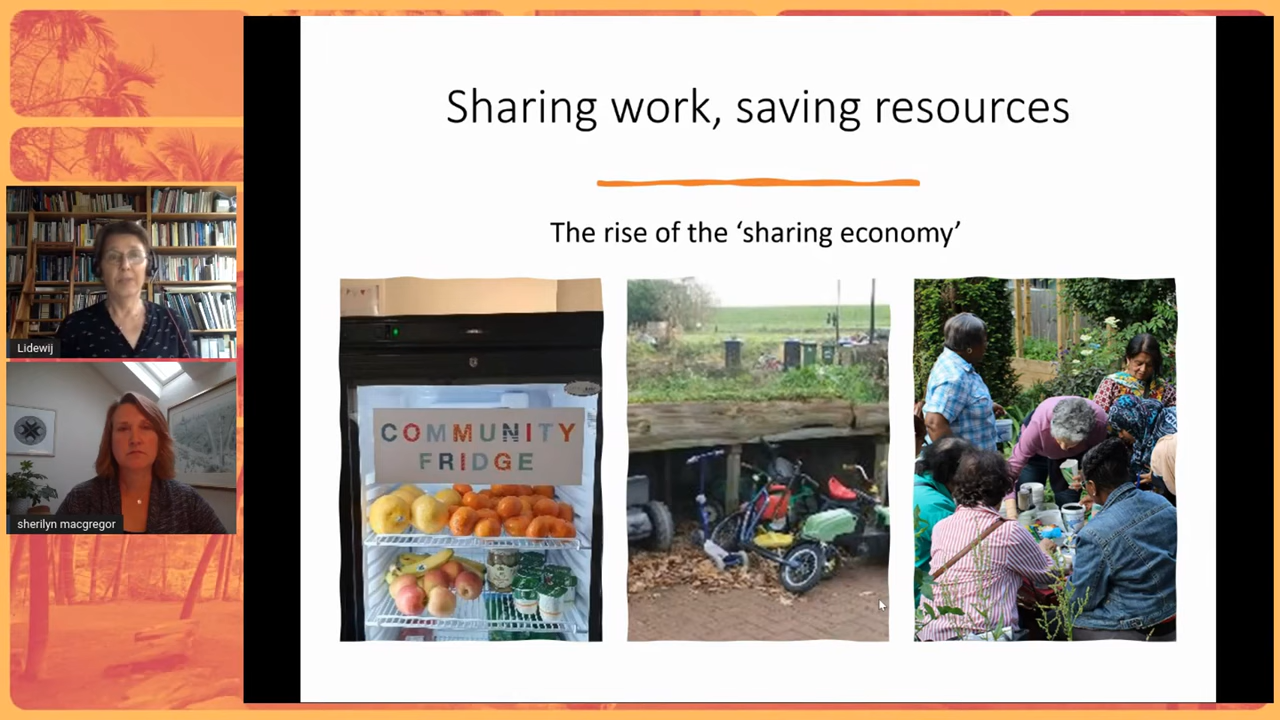 Sharing work, saving resources
The rise of the ‘sharing economy’
COMMUNITY
FRIDGE
Lidewij
sherilyn macgregor